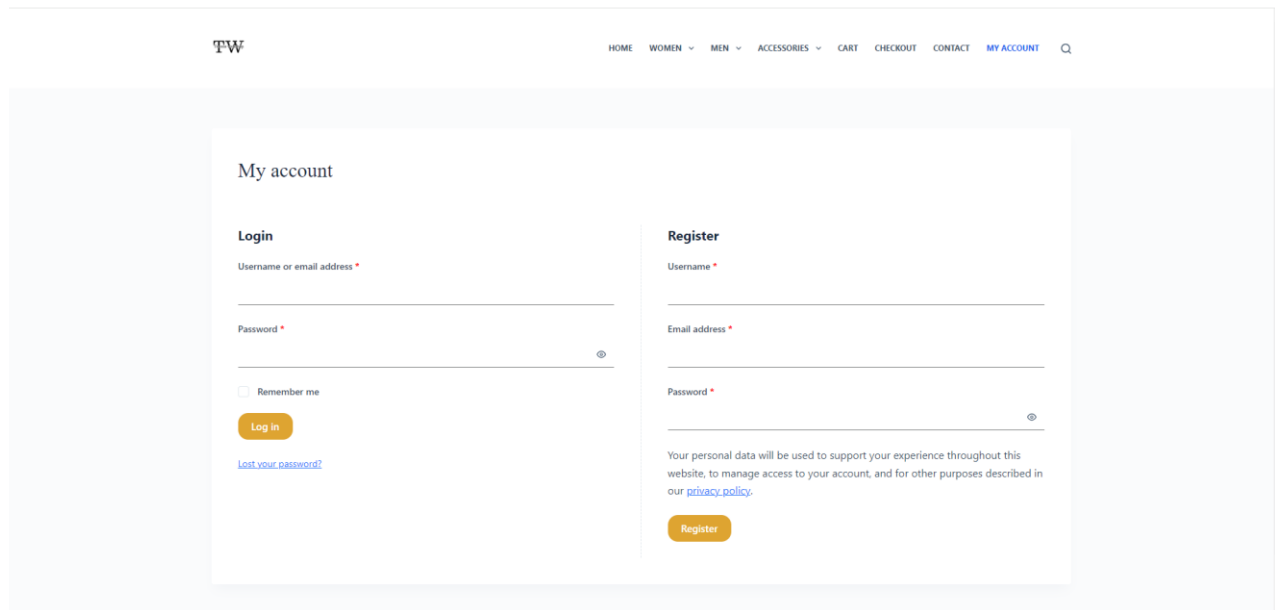 TW
HOME WOMEN MEN ACCESSORIES CART CHECKOUT CONTACT MY ACCOUNT
My account
Login
Username or email address *
Password *
Remember me
Log in
Lost your password?
Register
Username *
Email address *
Password *
Your personal data will be used to support your experience throughout this
website, to manage access to your account, and for other purposes described in
our privacy policy.
Register